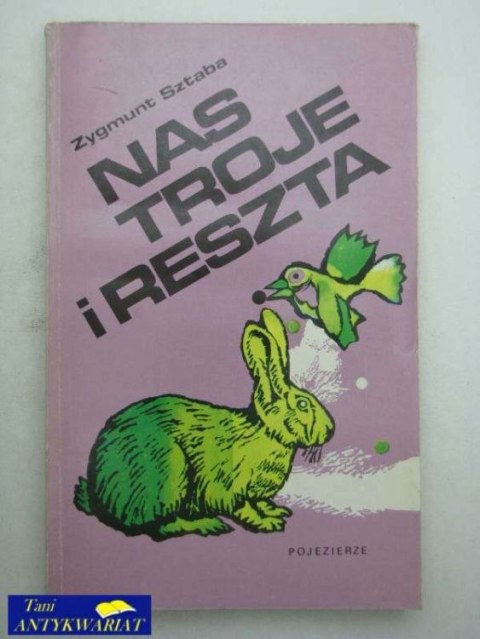 Zygmunt Sztaba
NAS
TROJE
i RESZTA
POJEZIERZE
Tani
ANTYKWARIAT